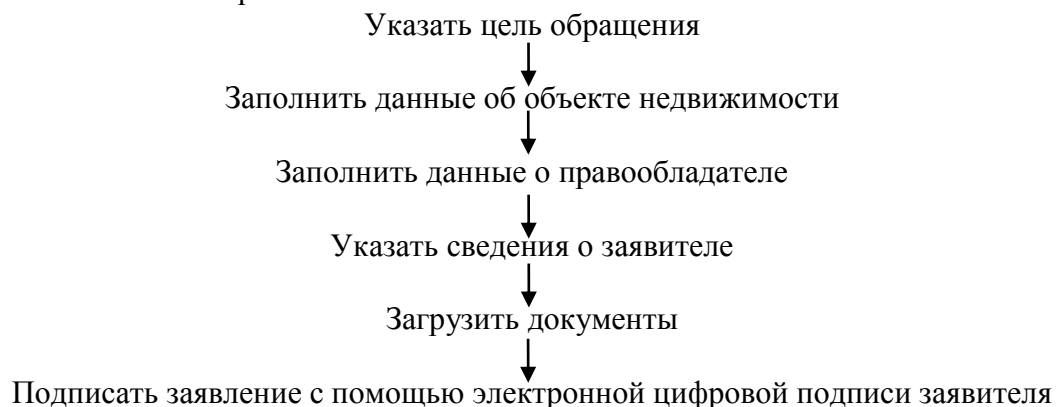 Указать цель обращения
Заполнить данные об объекте недвижимости
Заполнить данные о правообладателе
Указать сведения о заявителе
Загрузить документы
Подписать заявление с помощью электронной цифровой подписи заявителя